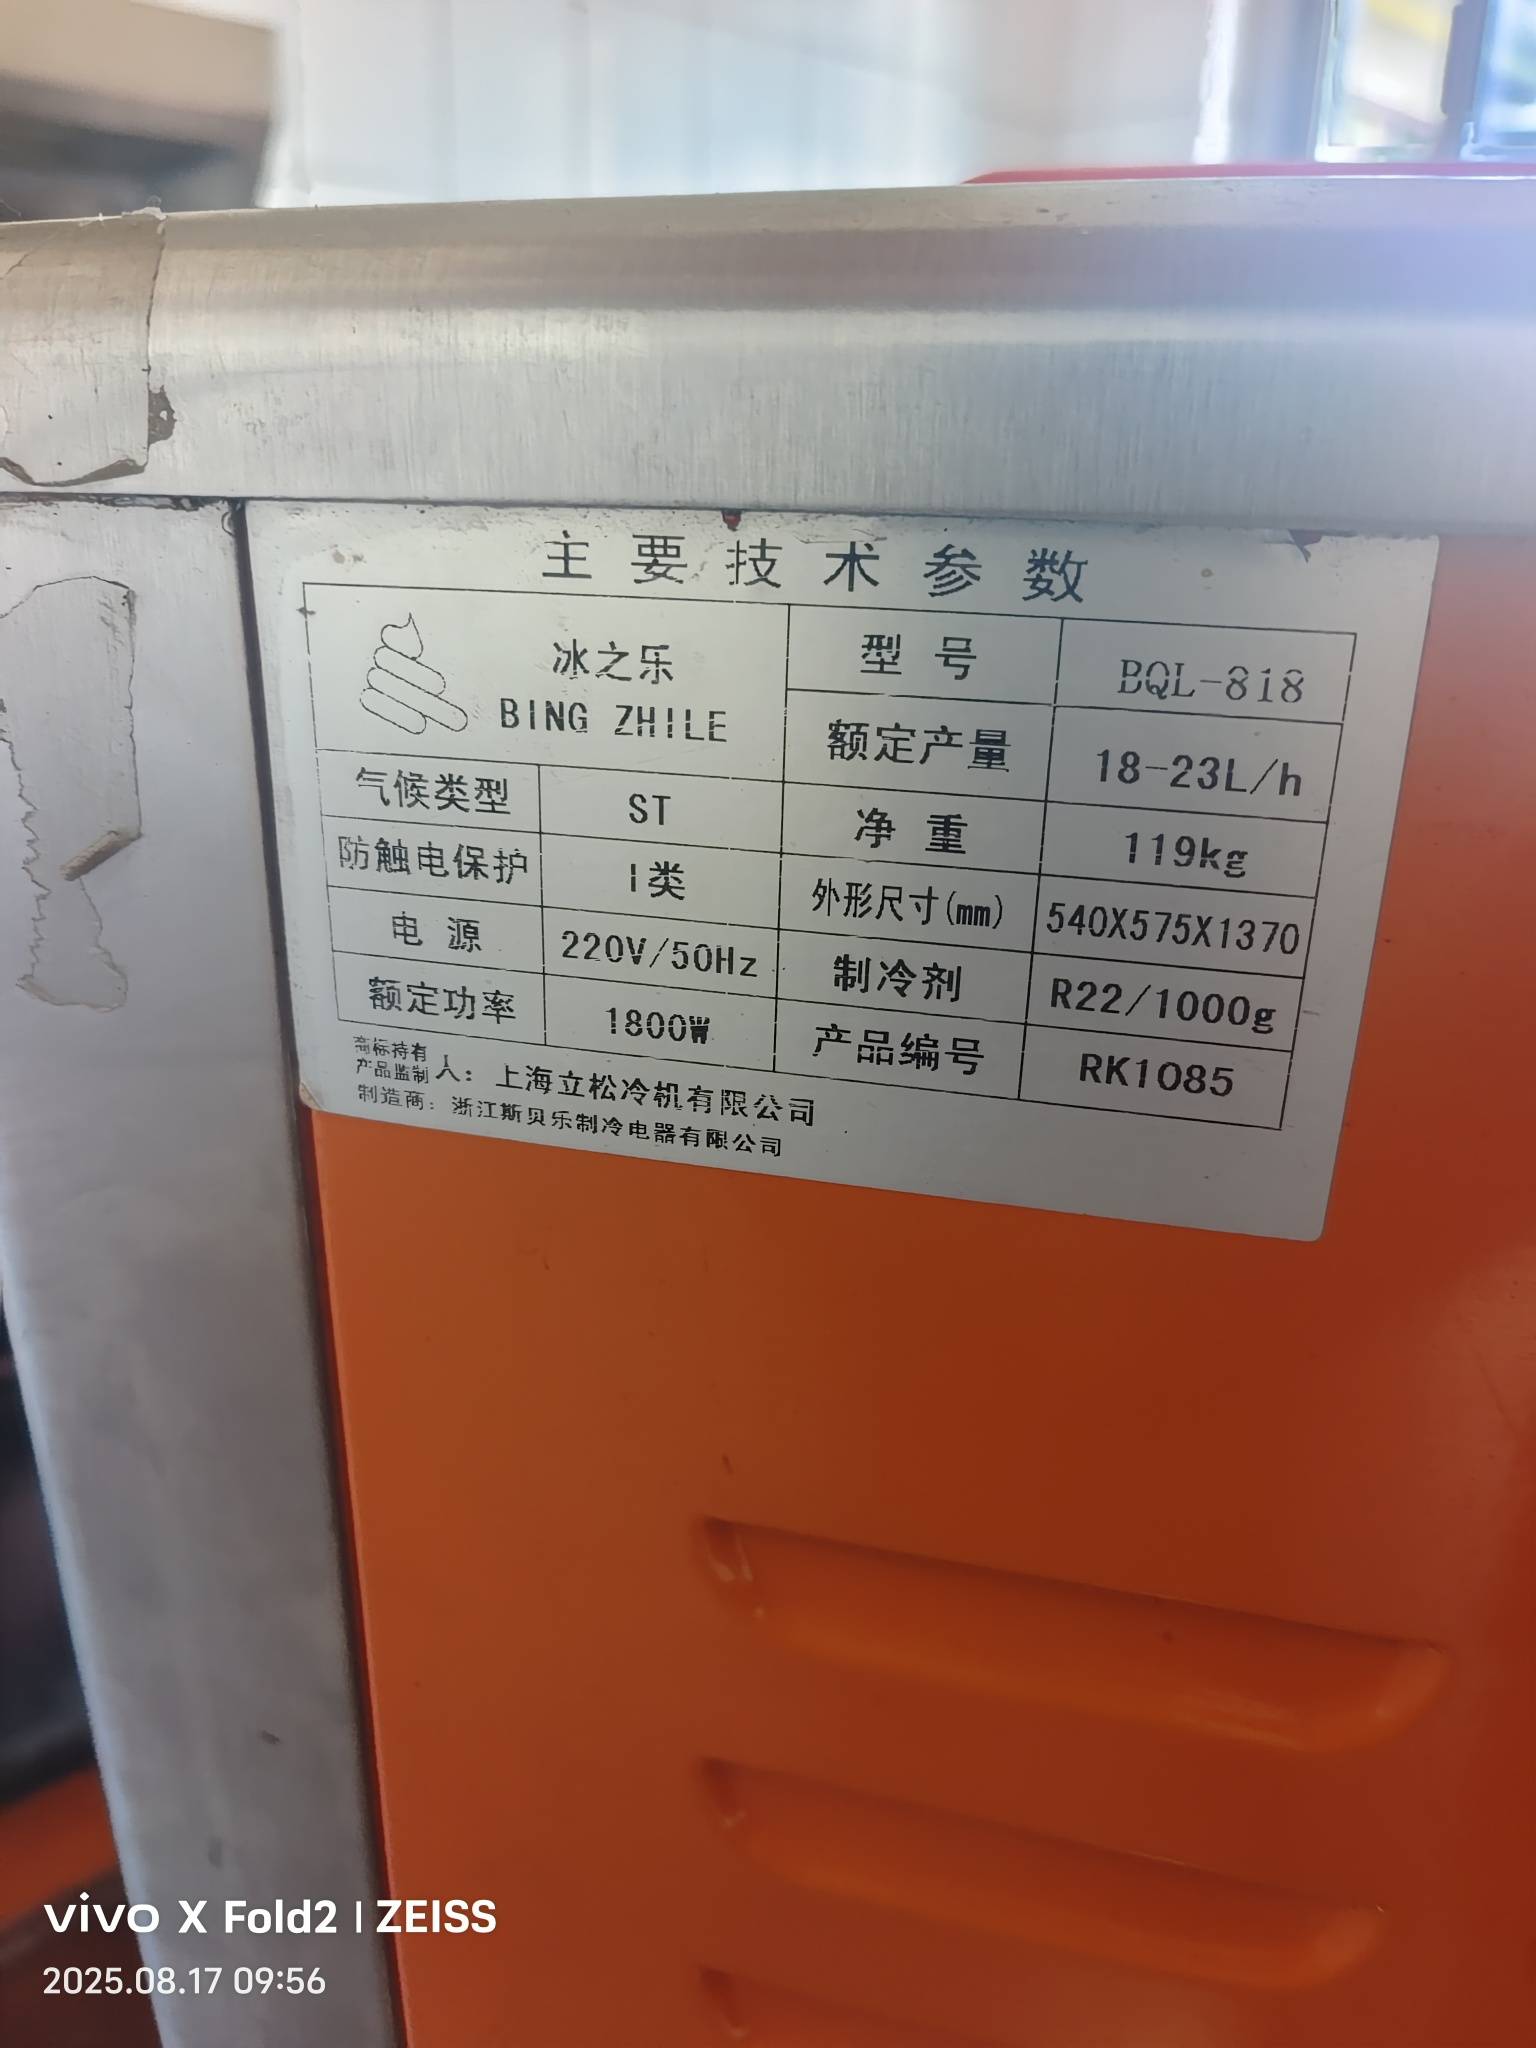 主要技术参数
冰之乐
BING ZHILE
型号 BQL-818
额定产量 18-23L/h
气候类型 ST 净重 119kg
防触电保护 I类 外形尺寸(mm) 540X575X1370
电源 220V/50Hz 制冷剂 R22/1000g
额定功率 1800W 产品编号 RK1085
商标持有
产品监制 人：上海立松冷机有限公司
制造商：浙江斯贝乐制冷电器有限公司
vivo X Fold2 | ZEISS
2025.08.17 09:56